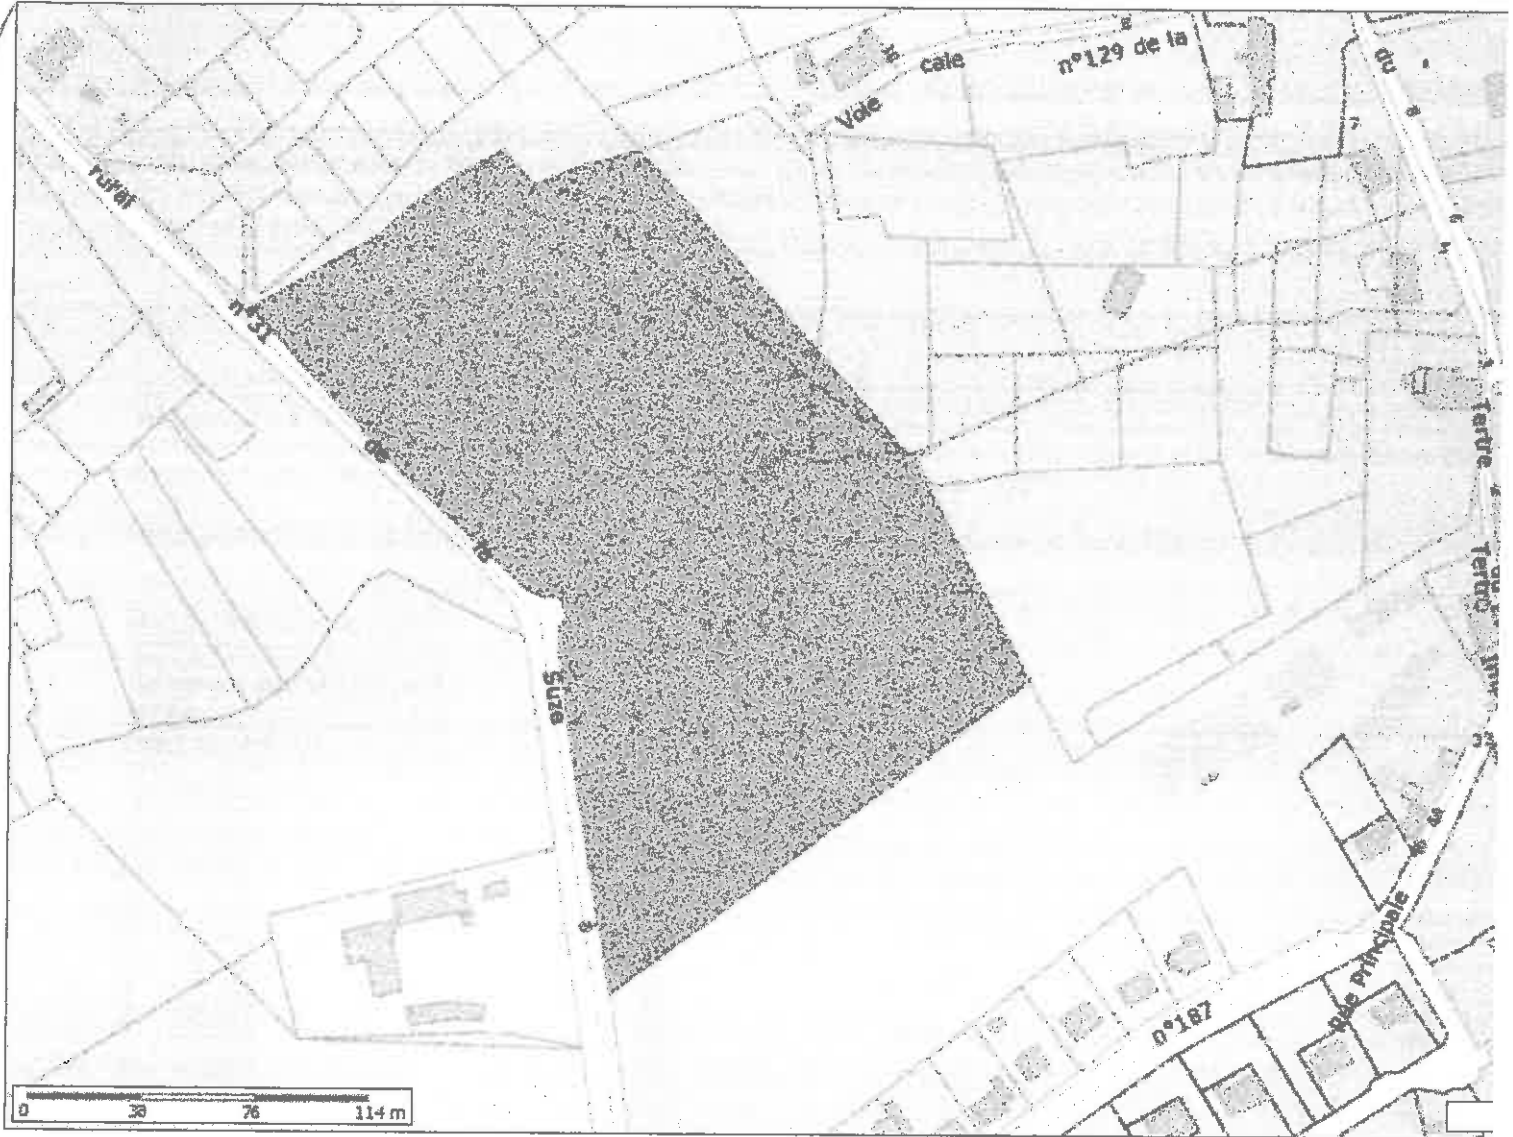 cale
n°129 de la
Voie
du
rural
n°31
de
la
Suze
Tertre
Tertre
Rue Principale
n°187
0 38 76 114 m